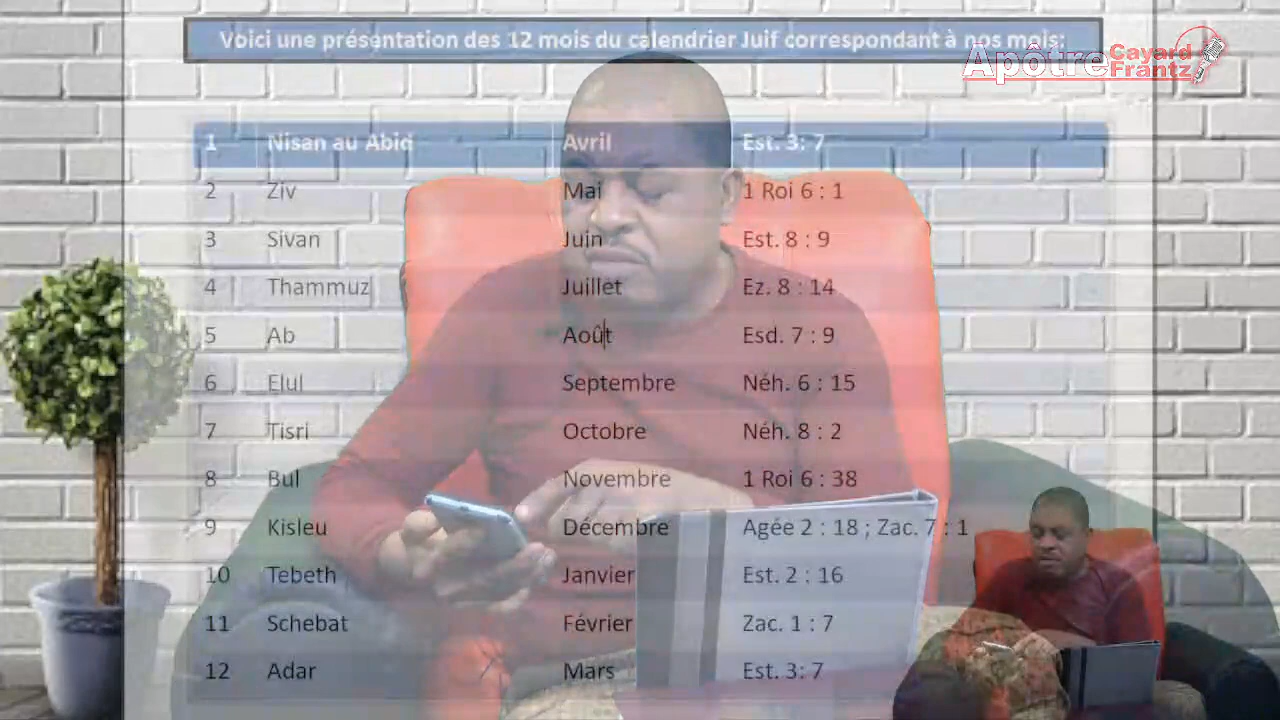 Voici une présentation des 12 mois du calendrier Juif correspondant à nos mois:
Apôtre Cayard Frantz
1 Nisan au Abid Avril Est. 3: 7
2 Ziv Mai 1 Roi 6 : 1
3 Sivan Juin Est. 8 : 9
4 Thammuz Juillet Ez. 8 : 14
5 Ab Août Esd. 7 : 9
6 Elul Septembre Néh. 6 : 15
7 Tisri Octobre Néh. 8 : 2
8 Bul Novembre 1 Roi 6 : 38
9 Kisleu Décembre Agée 2 : 18 ; Zac. 7 : 1
10 Tebeth Janvier Est. 2 : 16
11 Schebat Février Zac. 1 : 7
12 Adar Mars Est. 3: 7